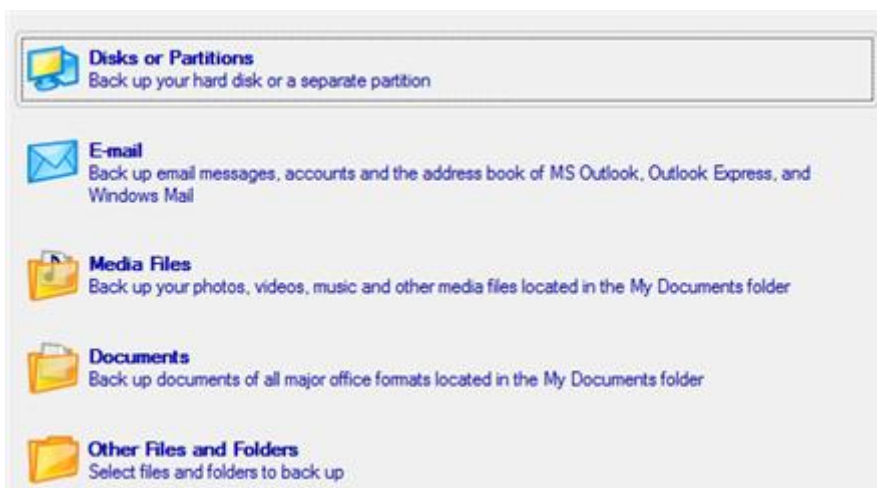 Disks or Partitions
Back up your hard disk or a separate partition
E-mail
Back up email messages, accounts and the address book of MS Outlook, Outlook Express, and
Windows Mail
Media Files
Back up your photos, videos, music and other media files located in the My Documents folder
Documents
Back up documents of all major office formats located in the My Documents folder
Other Files and Folders
Select files and folders to back up